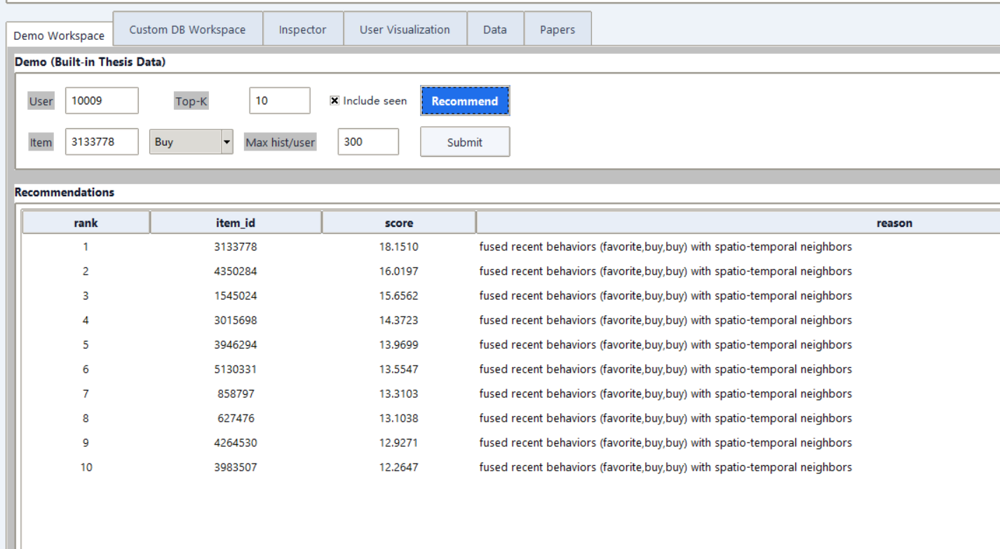 Demo Workspace Custom DB Workspace Inspector User Visualization Data Papers
Demo (Built-in Thesis Data)
User 10009 Top-K 10 Include seen Recommend
Item 3133778 Buy Max hist/user 300 Submit
Recommendations
rank item_id score reason
1 3133778 18.1510 fused recent behaviors (favorite,buy,buy) with spatio-temporal neighbors
2 4350284 16.0197 fused recent behaviors (favorite,buy,buy) with spatio-temporal neighbors
3 1545024 15.6562 fused recent behaviors (favorite,buy,buy) with spatio-temporal neighbors
4 3015698 14.3723 fused recent behaviors (favorite,buy,buy) with spatio-temporal neighbors
5 3946294 13.9699 fused recent behaviors (favorite,buy,buy) with spatio-temporal neighbors
6 5130331 13.5547 fused recent behaviors (favorite,buy,buy) with spatio-temporal neighbors
7 858797 13.3103 fused recent behaviors (favorite,buy,buy) with spatio-temporal neighbors
8 627476 13.1038 fused recent behaviors (favorite,buy,buy) with spatio-temporal neighbors
9 4264530 12.9271 fused recent behaviors (favorite,buy,buy) with spatio-temporal neighbors
10 3983507 12.2647 fused recent behaviors (favorite,buy,buy) with spatio-temporal neighbors